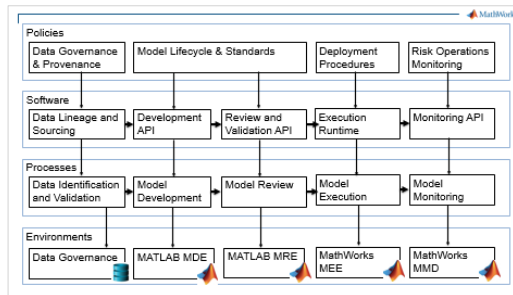 MathWorks
Policies
Data Governance
& Provenance
Model Lifecycle & Standards
Deployment
Procedures
Risk Operations
Monitoring
Software
Data Lineage and
Sourcing
Development
API
Review and
Validation API
Execution
Runtime
Monitoring API
Processes
Data Identification
and Validation
Model
Development
Model Review
Model
Execution
Model
Monitoring
Environments
Data Governance
MATLAB MDE
MATLAB MRE
MathWorks
MEE
MathWorks
MMD